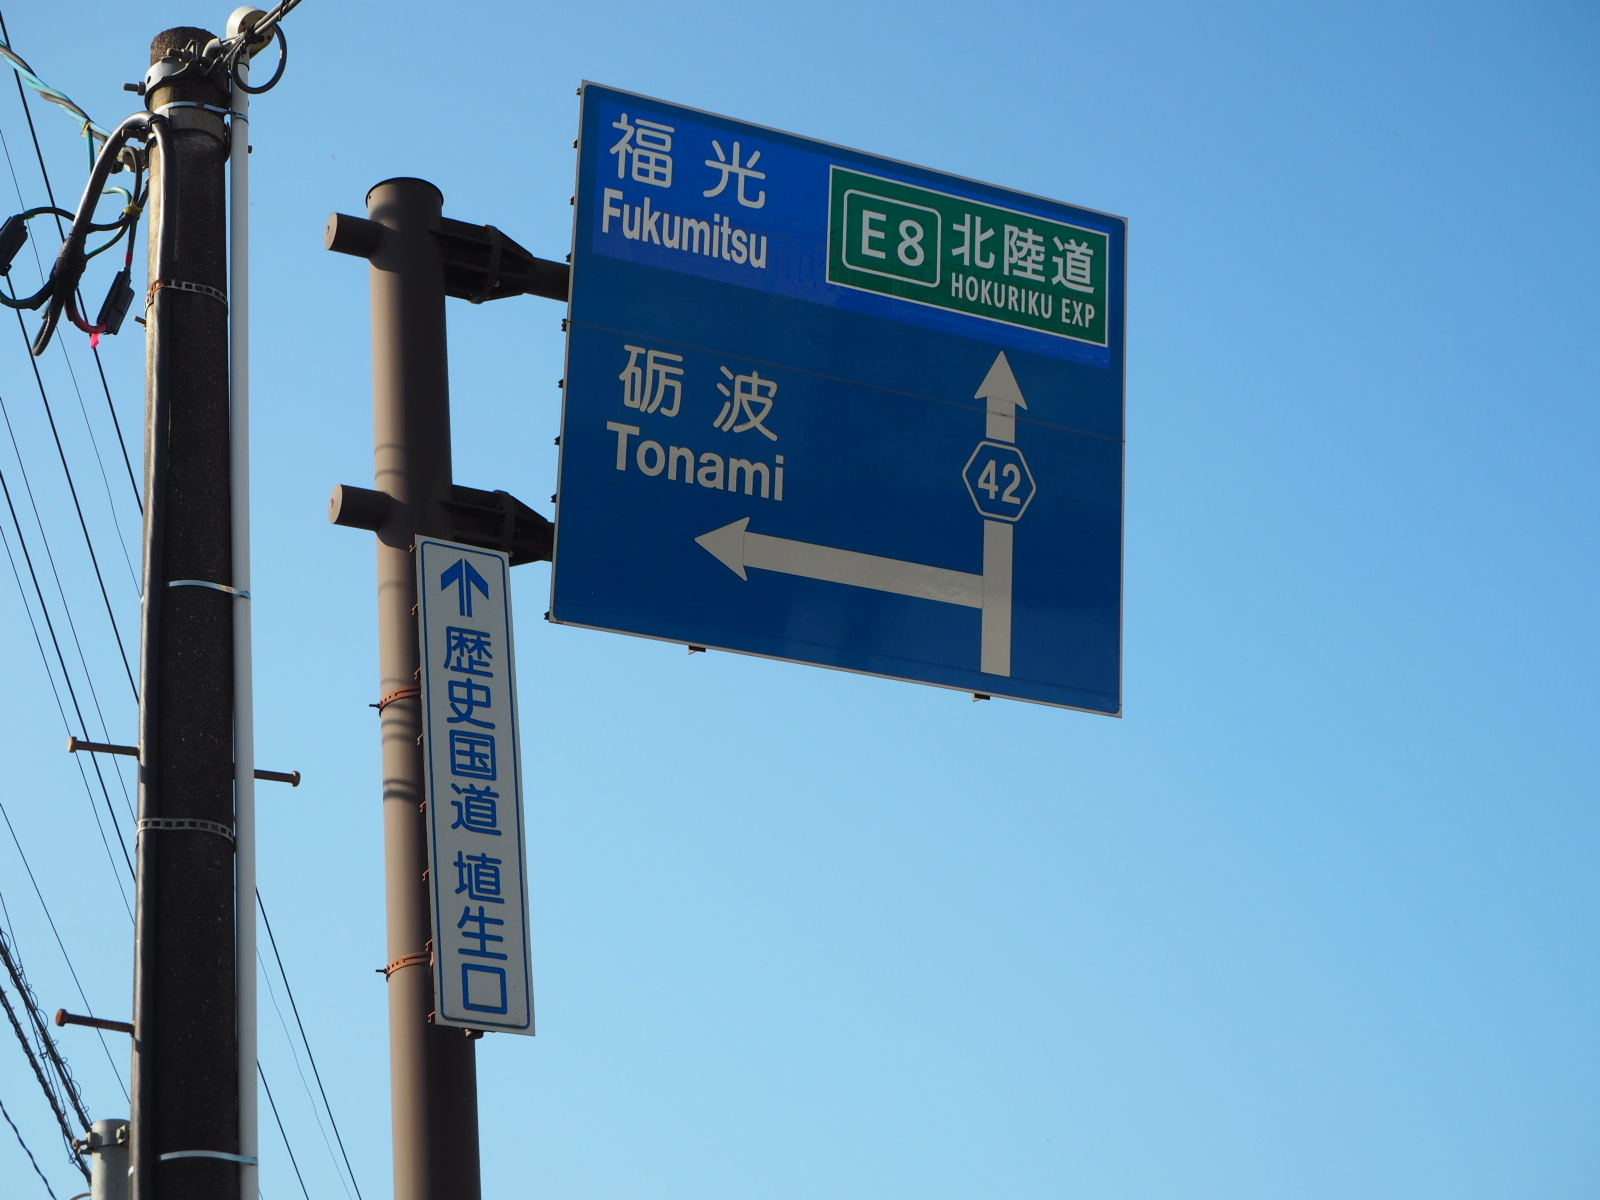 福光
Fukumitsu
E8 北陸道
HOKURIKU EXP
砺波
Tonami
42
歴史国道 埴生口